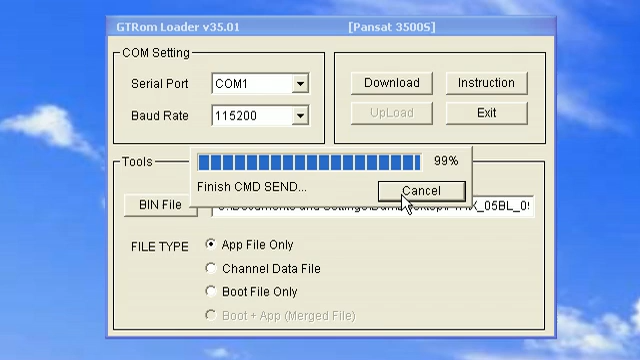 GTRom Loader v35.01 [Pansat 3500S]
COM Setting
Serial Port COM1
Baud Rate 115200
Download Instruction
UpLoad Exit
99%
Finish CMD SEND...
Cancel
Tools
BIN File
FILE TYPE
App File Only
Channel Data File
Boot File Only
Boot + App (Merged File)